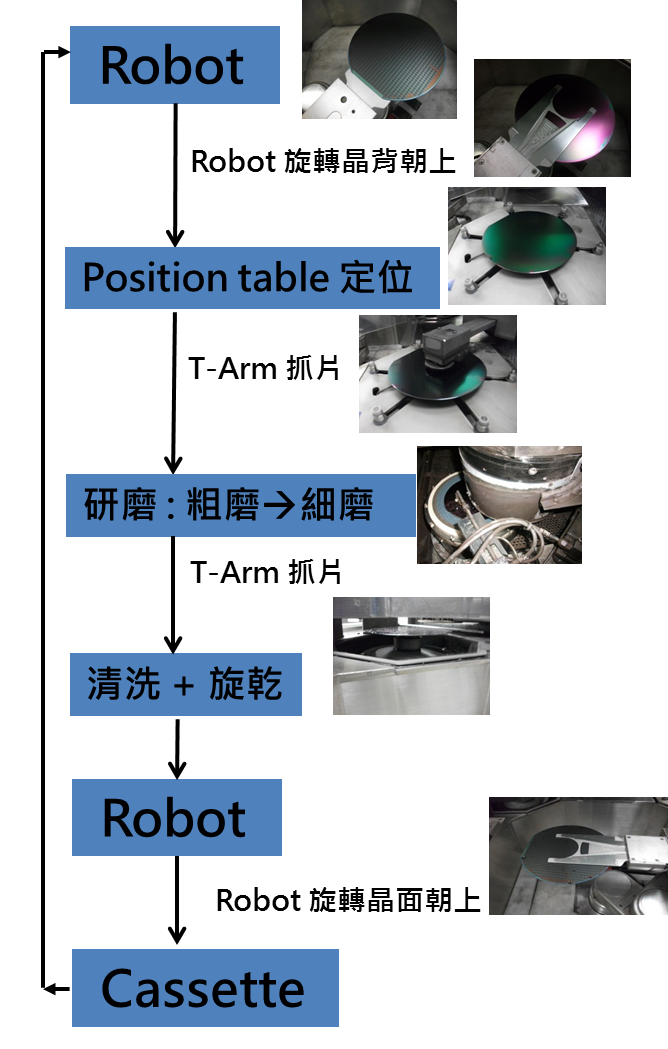 Robot
Robot 旋轉晶背朝上
Position table 定位
T-Arm 抓片
研磨 : 粗磨→細磨
T-Arm 抓片
清洗 + 旋乾
Robot
Robot 旋轉晶面朝上
Cassette